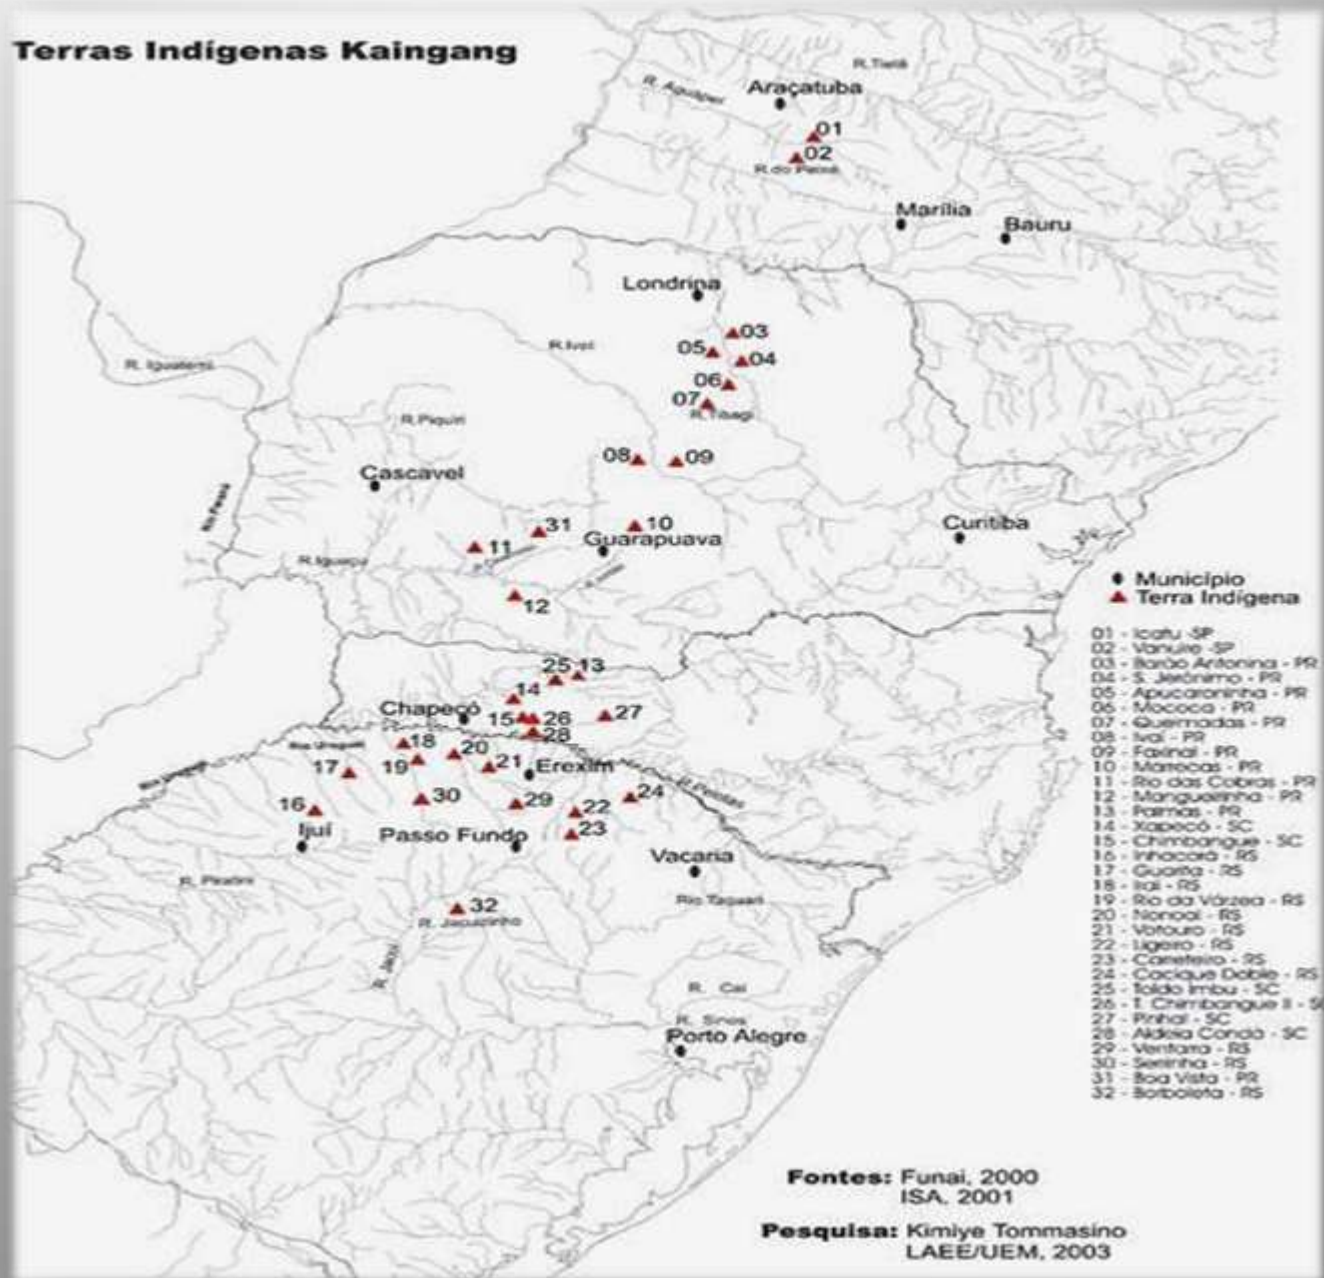 Terras Indígenas Kaingang
R.Tietê
R. Aguapeí
Araçatuba
01
02
R.do Peixe
Marília
Bauru
Londrina
03
R.Ivaí
05
04
R. Iguatemi
06
07
R.Tibagi
R.Piquiri
08
09
Cascavel
Rio Paraná
31
10
Curitiba
Guarapuava
11
R.Iguaçu
12
Município
Terra Indígena
25
13
14
Chapecó
15
26
27
28
18
Rio Uruguai
20
17
19
21
Erexim
R.Pelotas
24
16
30
29
22
Ijuí
Passo Fundo
23
Vacaria
R. Piratini
Rio Taquari
32
R. Jacuizinho
R. Jacuí
R. Caí
R. Sinos
Porto Alegre
01 - Icatu -SP
02 - Vanuire -SP
03 - Barão Antonina - PR
04 - S. Jerônimo - PR
05 - Apucaraninha - PR
06 - Mococa - PR
07 - Queimadas - PR
08 - Ivaí - PR
09 - Faxinal - PR
10 - Marrecas - PR
11 - Rio das Cobras - PR
12 - Mangueirinha - PR
13 - Palmas - PR
14 - Xapecó - SC
15 - Chimbangue - SC
16 - Inhacorá - RS
17 - Guarita - RS
18 - Iraí - RS
19 - Rio da Várzea - RS
20 - Nonoai - RS
21 - Votouro - RS
22 - Ligeiro - RS
23 - Carreteiro - RS
24 - Cacique Doble - RS
25 - Toldo Imbu - SC
26 - T. Chimbangue II - S
27 - Pinhal - SC
28 - Aldeia Condá - SC
29 - Ventarra - RS
30 - Serrinha - RS
31 - Boa Vista - PR
32 - Borboleta - RS
Fontes: Funai, 2000
ISA, 2001
Pesquisa: Kimiye Tommasino
LAEE/UEM, 2003